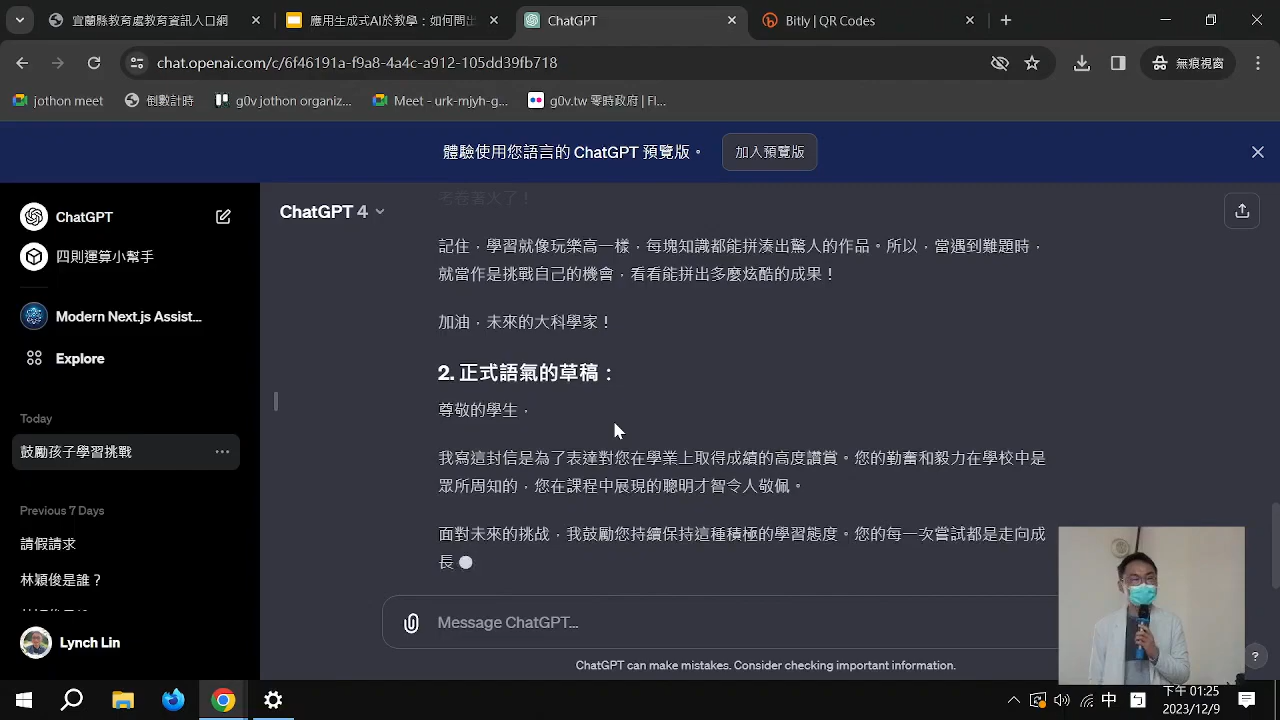 宜蘭縣教育處教育資訊入口網
應用生成式AI於教學：如何問出
ChatGPT
Bitly | QR Codes
chat.openai.com/c/6f46191a-f9a8-4a4c-a912-105dd39fb718
無痕視窗
jothon meet
倒數計時
g0v jothon organiz...
Meet - urk-mjyh-g...
g0v.tw 零時政府 | Fl...
體驗使用您語言的 ChatGPT 預覽版。
加入預覽版
ChatGPT
四則運算小幫手
Modern Next.js Assist...
Explore
Today
鼓勵孩子學習挑戰
Previous 7 Days
請假請求
林穎俊是誰？
Lynch Lin
ChatGPT 4
記住，學習就像玩樂高一樣，每塊知識都能拼湊出驚人的作品。所以，當遇到難題時，
就當作是挑戰自己的機會，看看能拼出多麼炫酷的成果！
加油，未來的大科學家！
2. 正式語氣的草稿：
尊敬的學生，
我寫這封信是為了表達對您在學業上取得成績的高度讚賞。您的勤奮和毅力在學校中是
眾所周知的，您在課程中展現的聰明才智令人敬佩。
面對未來的挑战，我鼓勵您持續保持這種積極的學習態度。您的每一次嘗試都是走向成
長
Message ChatGPT...
ChatGPT can make mistakes. Consider checking important information.
?
中
下午 01:25
2023/12/9